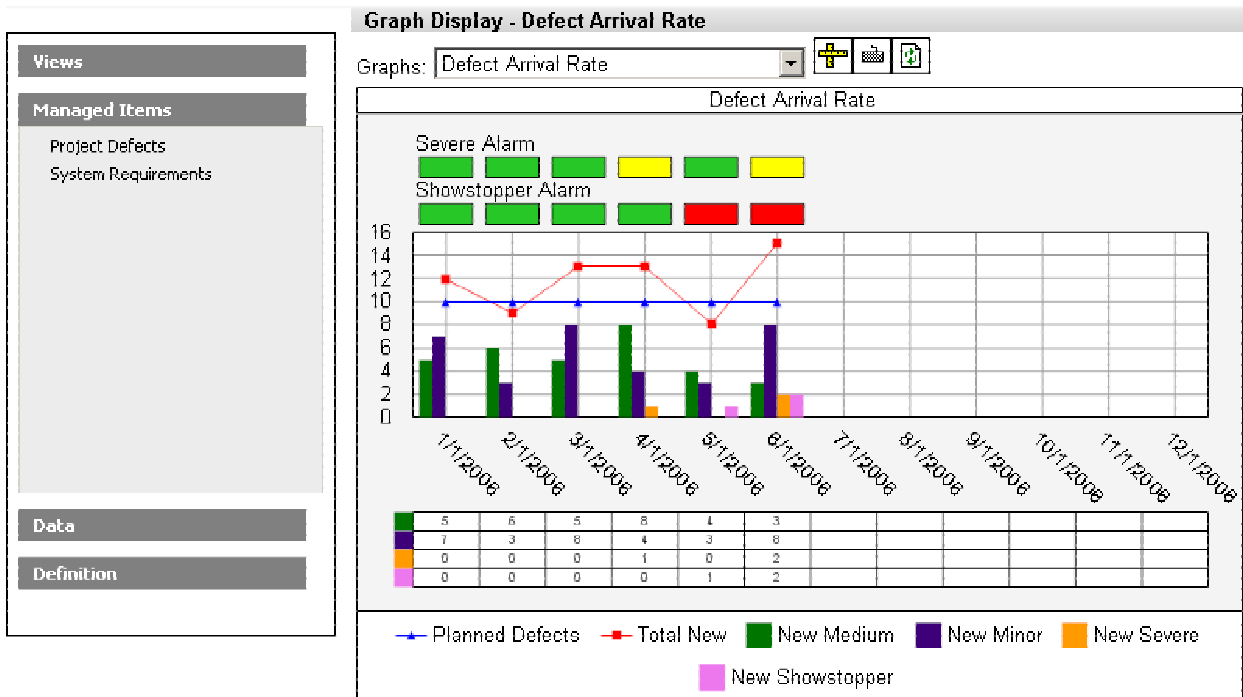 Graph Display - Defect Arrival Rate
Views
Managed Items
Project Defects
System Requirements
Data
Definition
Graphs: Defect Arrival Rate
Defect Arrival Rate
Severe Alarm
Showstopper Alarm
16
14
12
10
8
6
4
2
0
1/1/2006 2/1/2006 3/1/2006 4/1/2006 5/1/2006 6/1/2006 7/1/2006 8/1/2006 9/1/2006 10/1/2006 11/1/2006 12/1/2006
5 6 5 8 4 3
7 3 8 4 3 8
0 0 0 1 0 2
0 0 0 0 1 2
Planned Defects Total New New Medium New Minor New Severe
New Showstopper